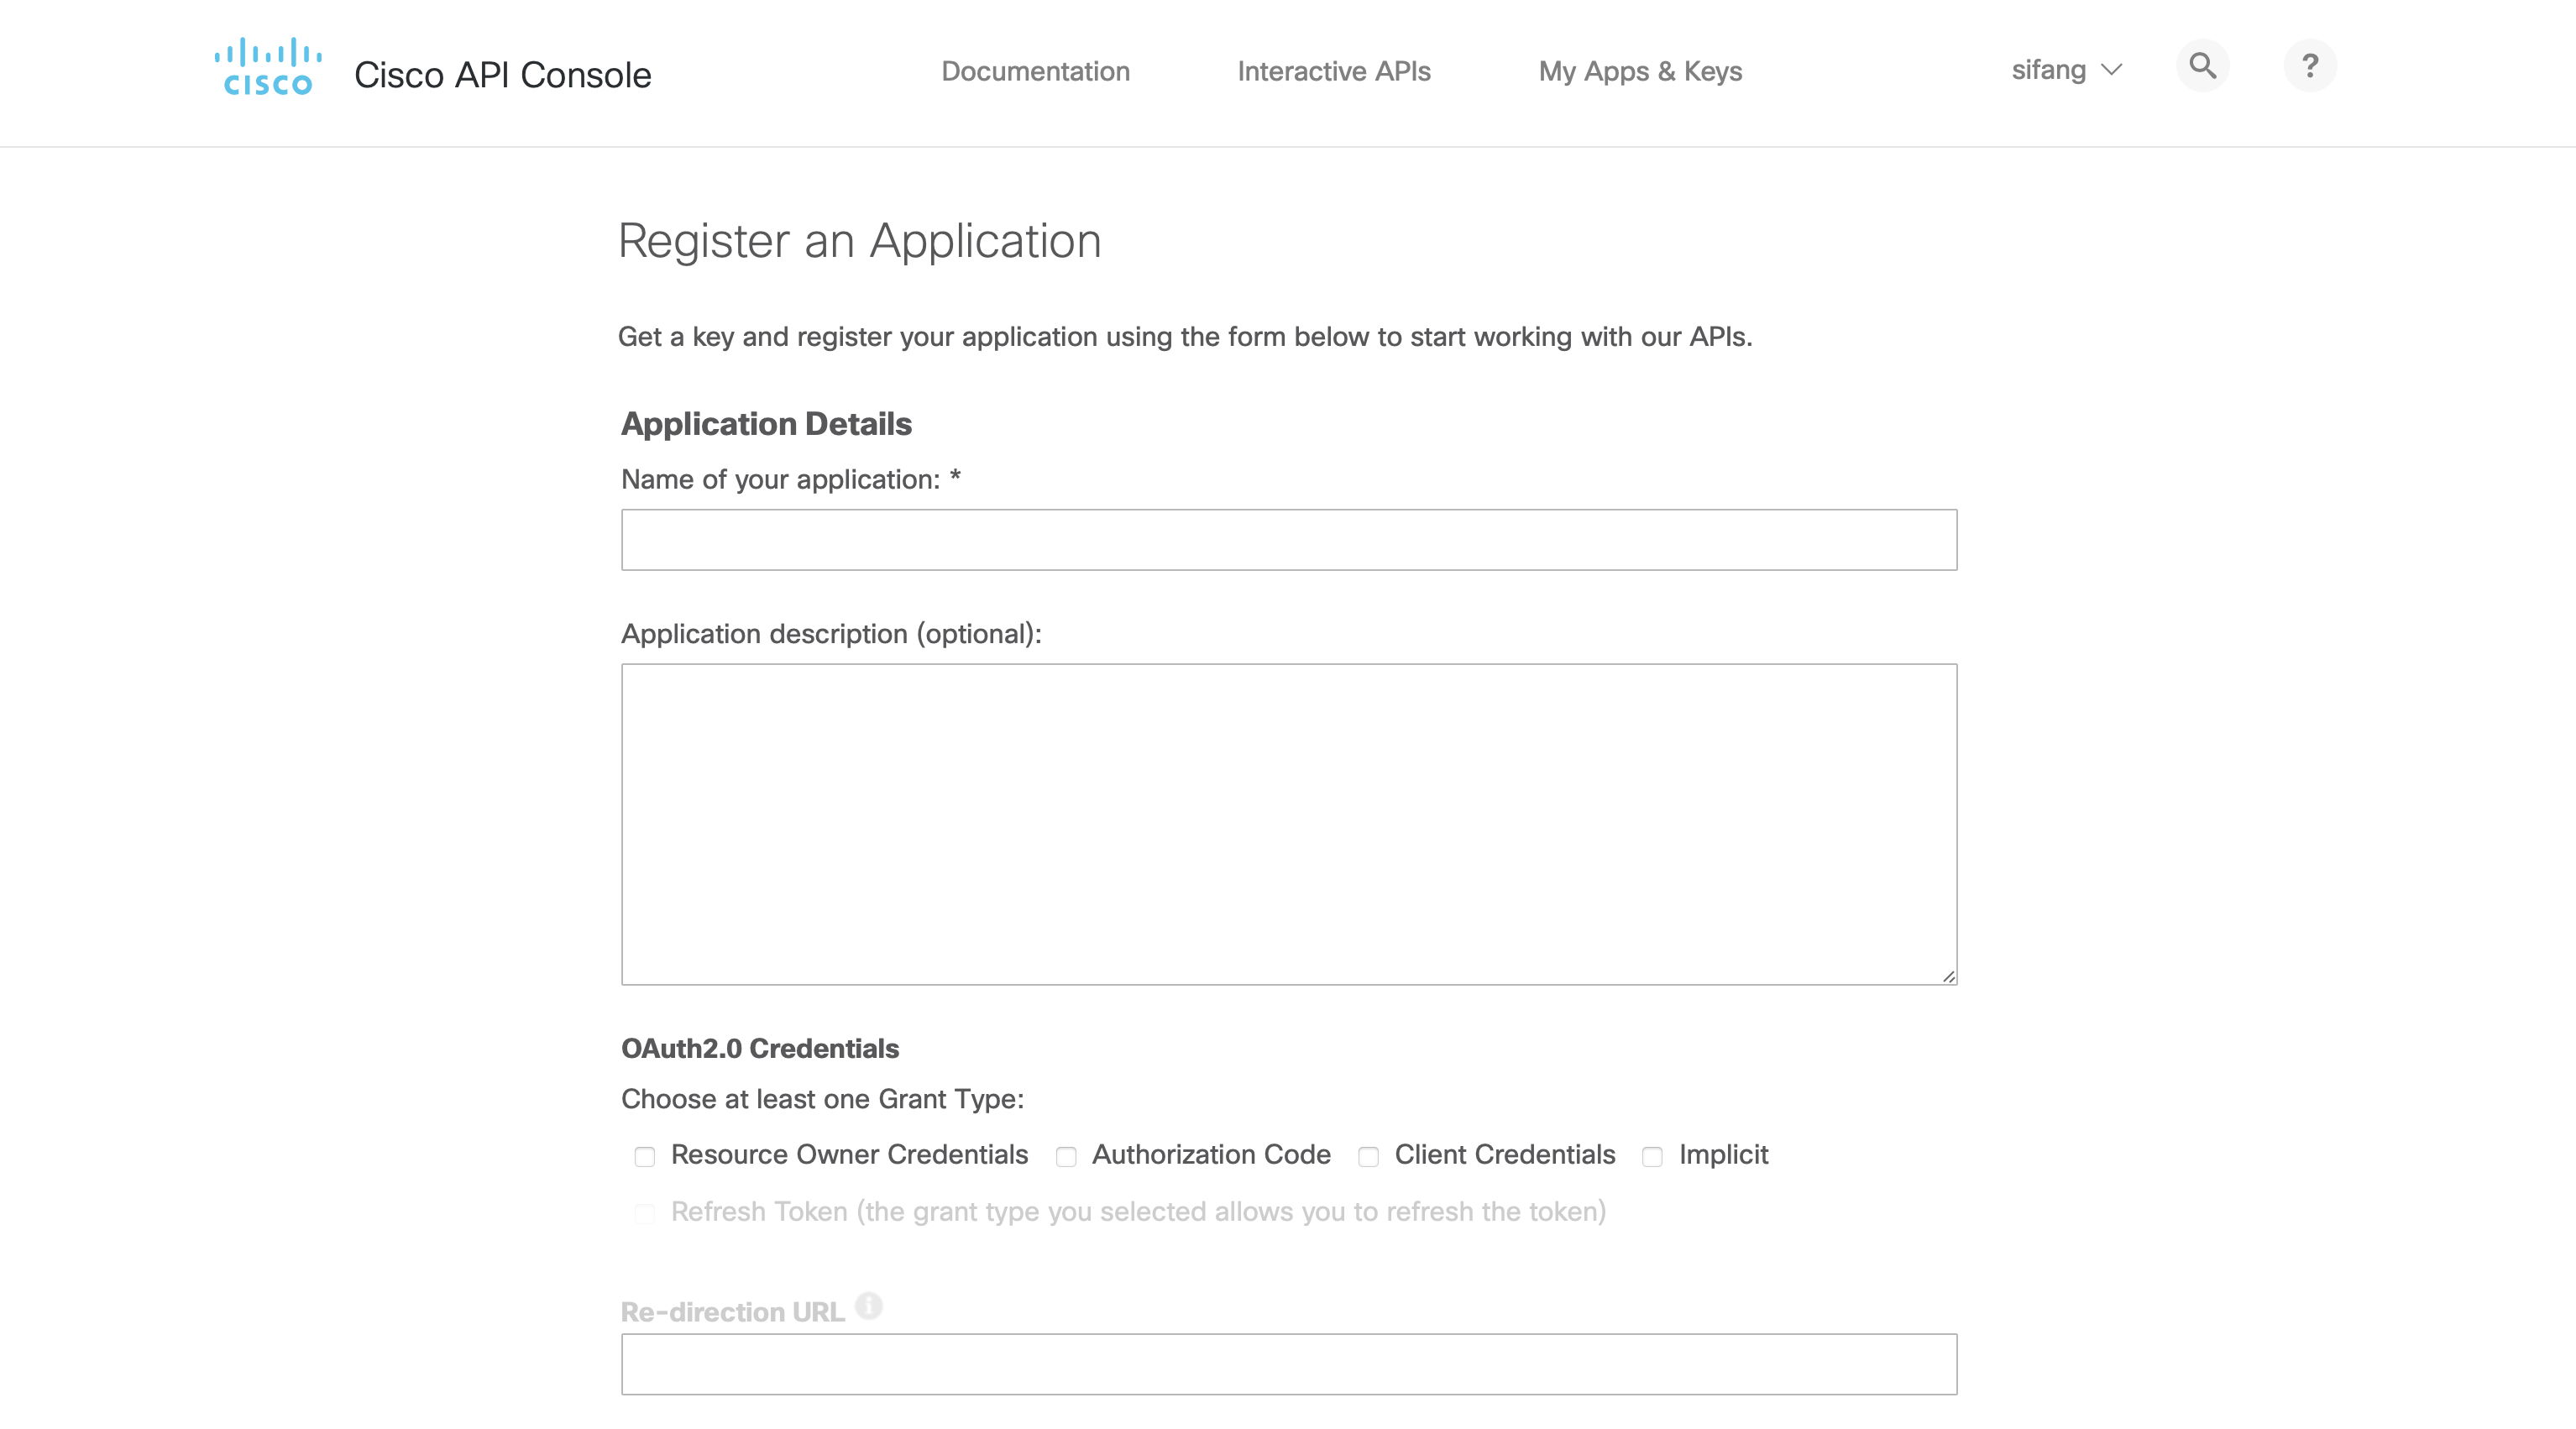 CISCO Cisco API Console Documentation Interactive APIs My Apps & Keys sifang ?
Register an Application
Get a key and register your application using the form below to start working with our APIs.
Application Details
Name of your application: *
Application description (optional):
OAuth2.0 Credentials
Choose at least one Grant Type:
Resource Owner Credentials Authorization Code Client Credentials Implicit
Refresh Token (the grant type you selected allows you to refresh the token)
Re-direction URL i